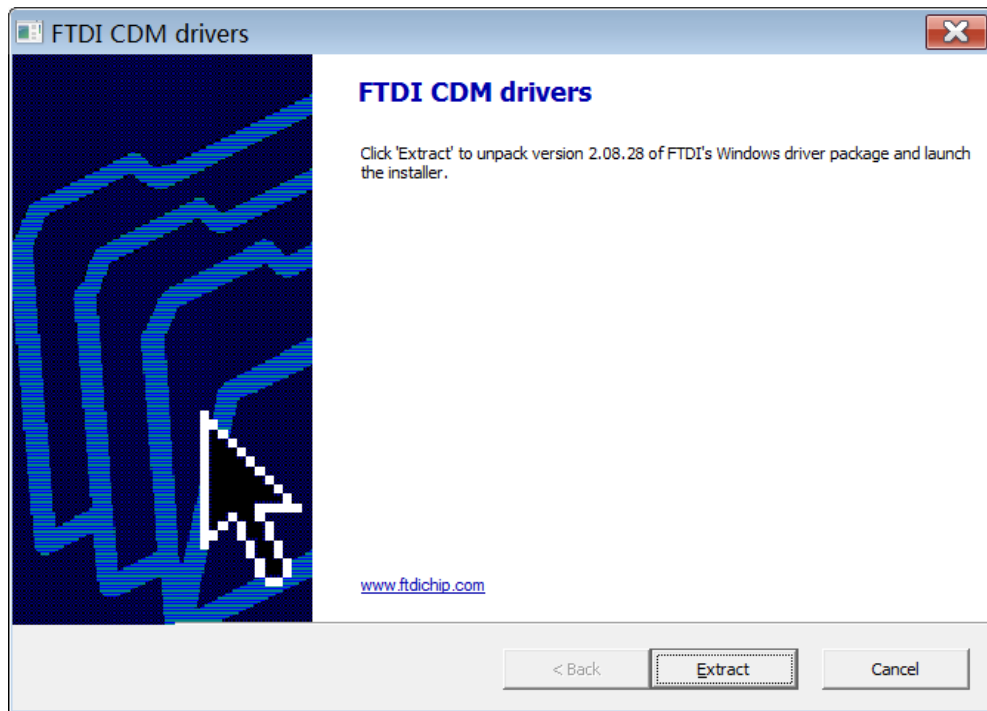 FTDI CDM drivers
FTDI CDM drivers
Click 'Extract' to unpack version 2.08.28 of FTDI's Windows driver package and launch
the installer.
www.ftdichip.com
< Back
Extract
Cancel